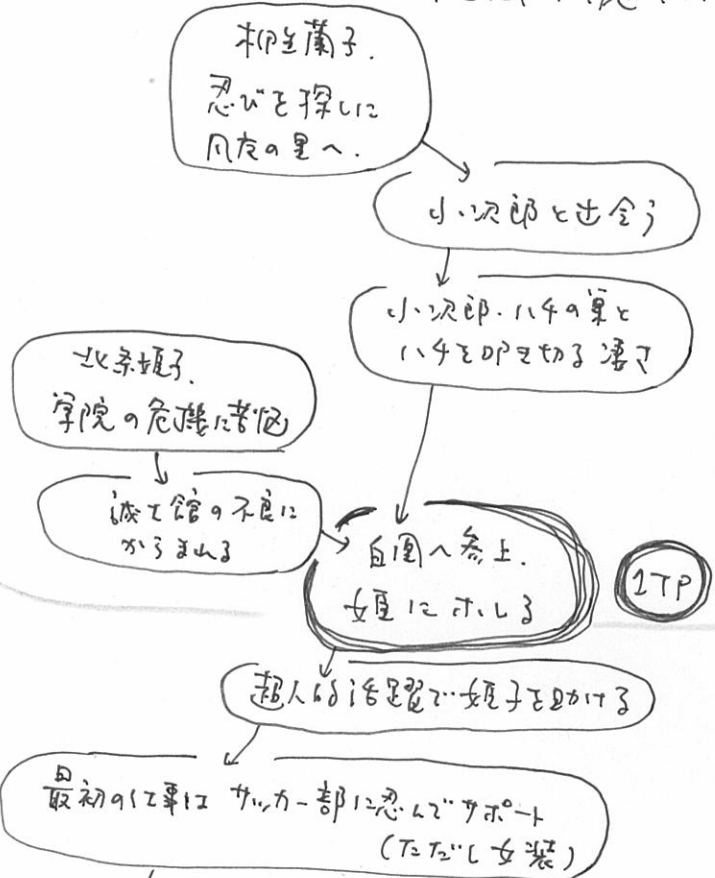 柳生蘭子.
忍びを探しに
風魔の里へ.
小次郎と出会う
小次郎.ハチの巣と
ハチを叩き切る凄さ
北条姫子.
学院の危機に苦悩
誠士館の不良に
からまれる
白凰へ参上.
姫にホレる
1TP
超人的活躍で姫子を助ける
最初の仕事は サッカー部に忍んでサポート
(ただし女装)